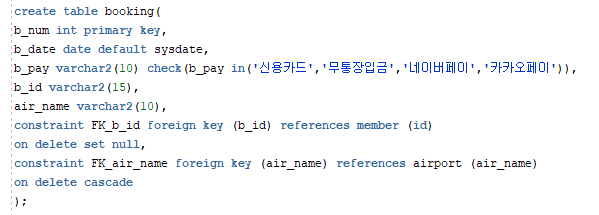 create table booking(
b_num int primary key,
b_date date default sysdate,
b_pay varchar2(10) check(b_pay in('신용카드','무통장입금','네이버페이','카카오페이')),
b_id varchar2(15),
air_name varchar2(10),
constraint FK_b_id foreign key (b_id) references member (id)
on delete set null,
constraint FK_air_name foreign key (air_name) references airport (air_name)
on delete cascade
);